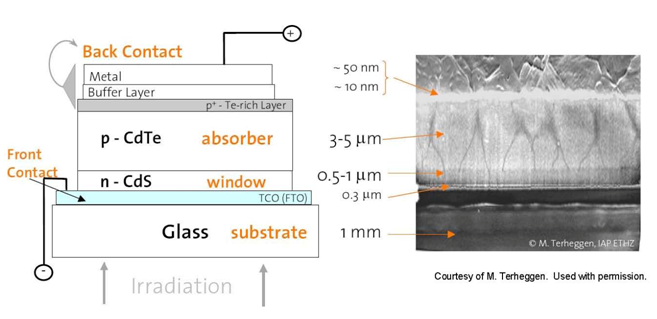 Back Contact
+
Metal
Buffer Layer
p+ - Te-rich Layer
p - CdTe absorber
Front
Contact
n - CdS window
TCO (FTO)
Glass substrate
-
Irradiation
~ 50 nm
~ 10 nm
3-5 µm
0.5-1 µm
0.3 µm
1 mm
© M. Terheggen, IAP ETHZ
Courtesy of M. Terheggen. Used with permission.